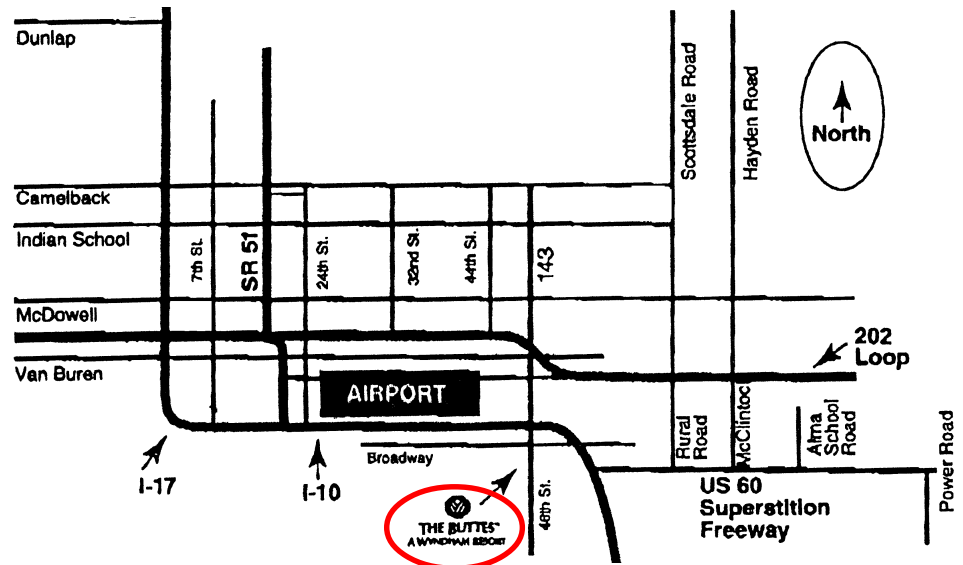 Dunlap
Scottsdale Road
Hayden Road
North
Camelback
Indian School
7th St.
SR 51
24th St.
32nd St.
44th St.
143
McDowell
202
Loop
Van Buren
AIRPORT
Rural
Road
McClintoc
Alma
School
Road
Power Road
Broadway
I-17
I-10
48th St.
US 60
Superstition
Freeway
THE BUTTES
A WYNDHAM RESORT